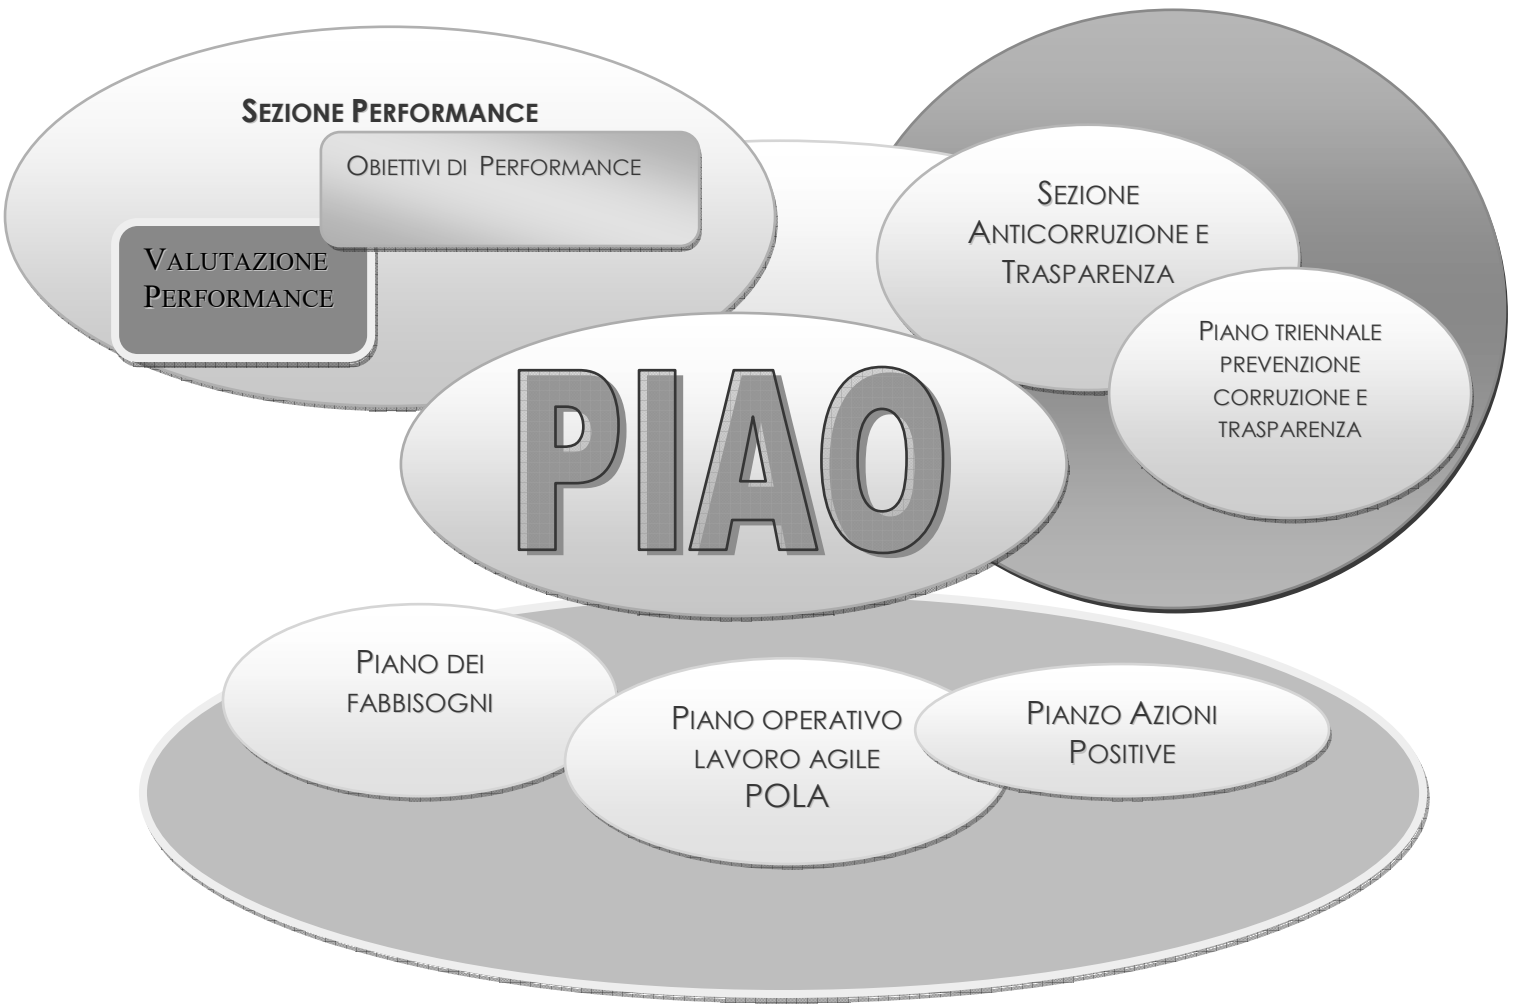 SEZIONE PERFORMANCE
OBIETTIVI DI PERFORMANCE
VALUTAZIONE
PERFORMANCE
SEZIONE
ANTICORRUZIONE E
TRASPARENZA
PIANO TRIENNALE
PREVENZIONE
CORRUZIONE E
TRASPARENZA
PIAO
PIANO DEI
FABBISOGNI
PIANO OPERATIVO
LAVORO AGILE
POLA
PIANZO AZIONI
POSITIVE